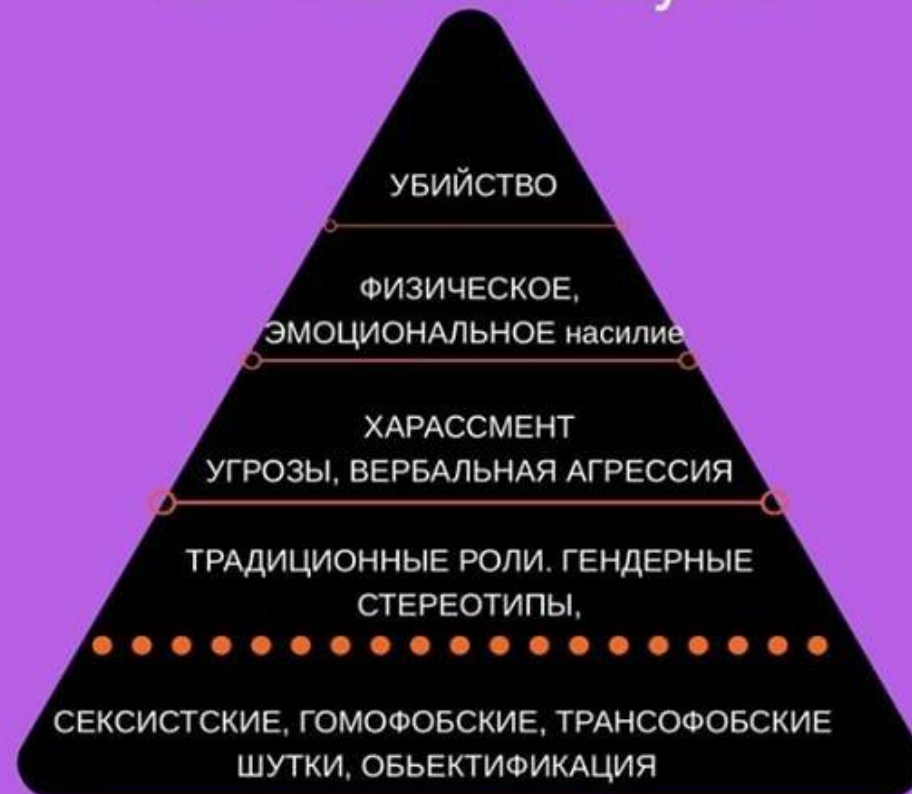 УБИЙСТВО
ФИЗИЧЕСКОЕ,
ЭМОЦИОНАЛЬНОЕ насилие
ХАРАССМЕНТ
УГРОЗЫ, ВЕРБАЛЬНАЯ АГРЕССИЯ
ТРАДИЦИОННЫЕ РОЛИ. ГЕНДЕРНЫЕ
СТЕРЕОТИПЫ,
СЕКСИСТСКИЕ, ГОМОФОБСКИЕ, ТРАНСОФОБСКИЕ
ШУТКИ, ОБЬЕКТИФИКАЦИЯ